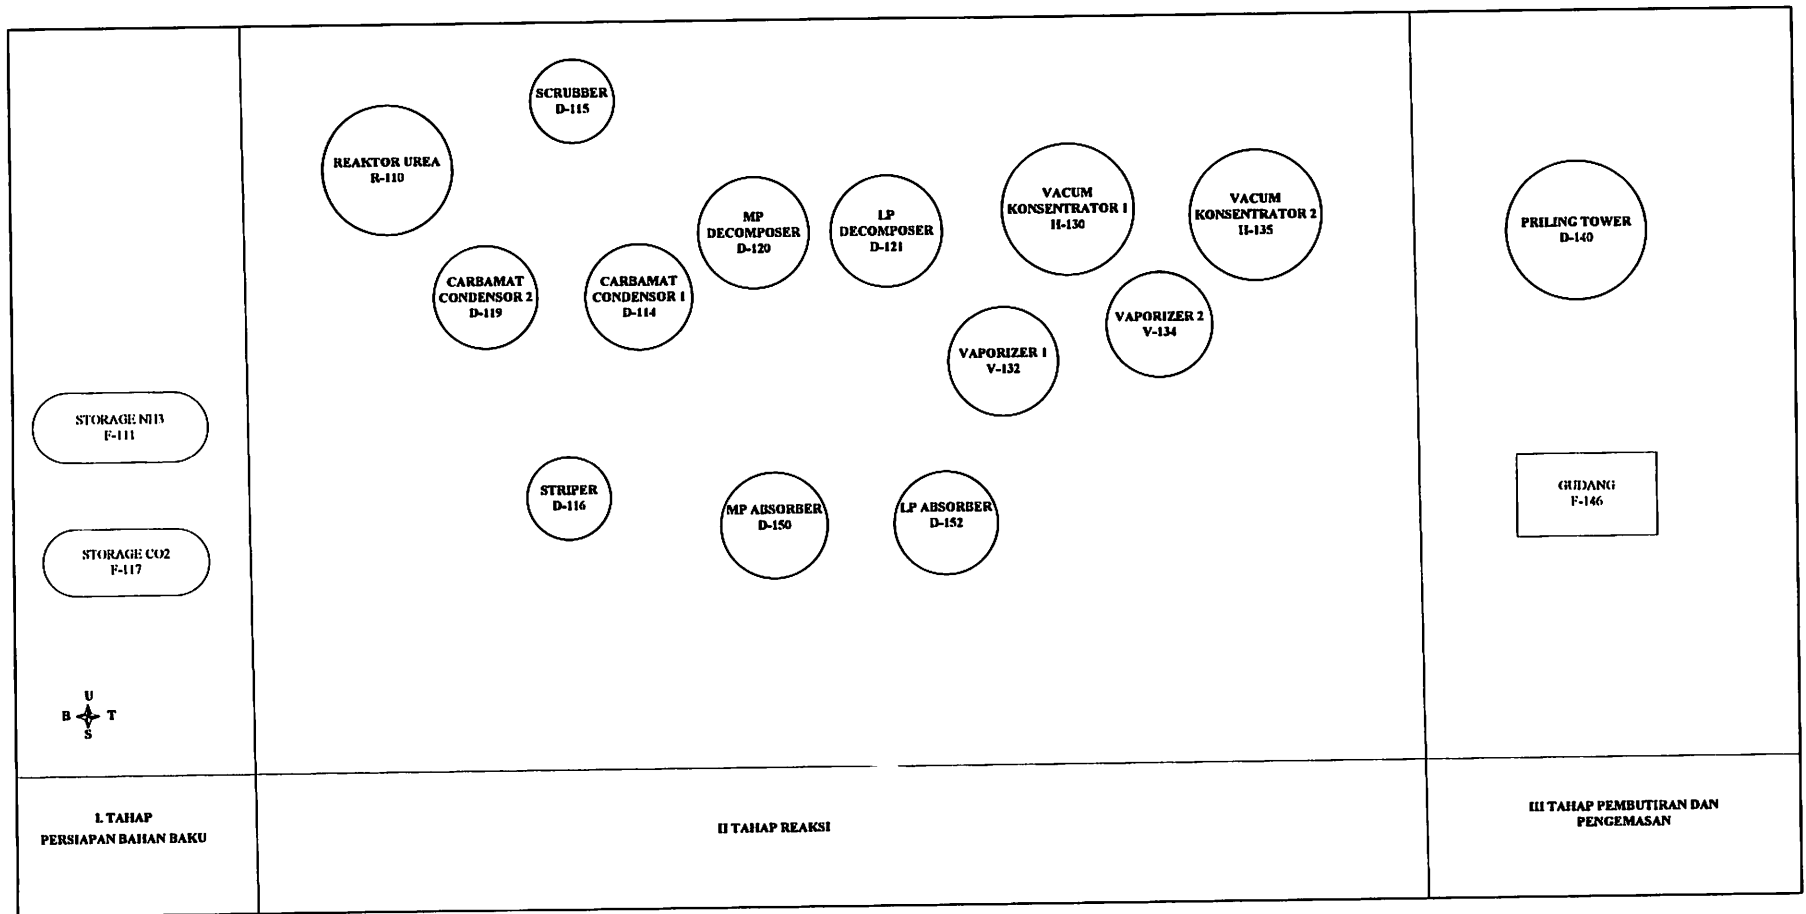 SCRUBBER
D-115
REAKTOR UREA
R-110
MP
DECOMPOSER
D-120
LP
DECOMPOSER
D-121
VACUM
KONSENTRATOR 1
H-130
VACUM
KONSENTRATOR 2
H-135
PRILING TOWER
D-140
CARBAMAT
CONDENSOR 2
D-119
CARBAMAT
CONDENSOR 1
D-114
VAPORIZER 2
V-134
VAPORIZER 1
V-132
STORAGE NH3
F-111
STRIPER
D-116
MP ABSORBER
D-150
LP ABSORBER
D-152
GUDANG
F-146
STORAGE CO2
F-117
U
B T
S
I. TAHAP
PERSIAPAN BAHAN BAKU
II TAHAP REAKSI
III TAHAP PEMBUTIRAN DAN
PENGEMASAN